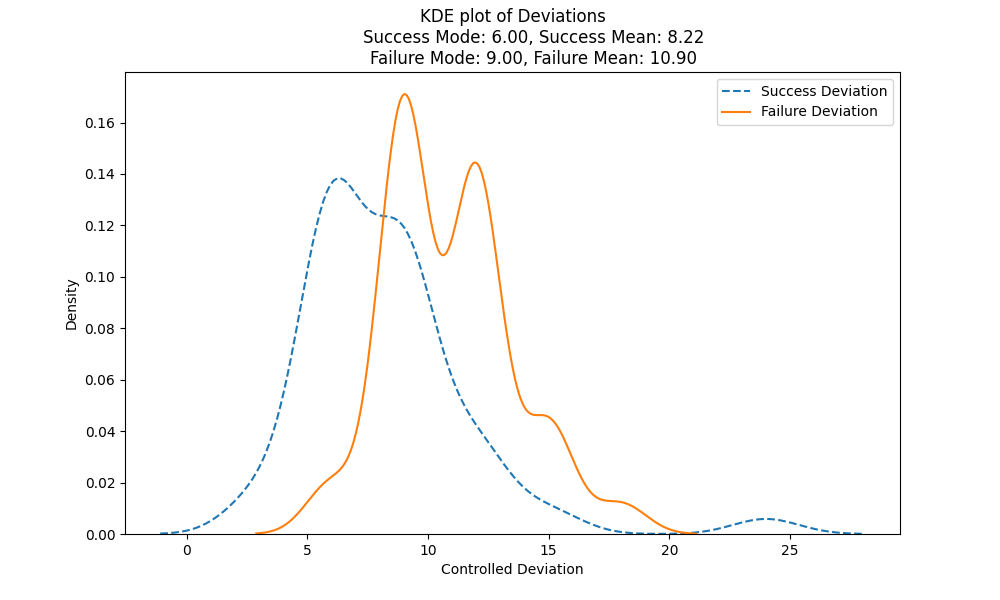 KDE plot of Deviations
Success Mode: 6.00, Success Mean: 8.22
Failure Mode: 9.00, Failure Mean: 10.90
Success Deviation
Failure Deviation
0.16
0.14
0.12
0.10
0.08
0.06
0.04
0.02
0.00
Density
0 5 10 15 20 25
Controlled Deviation